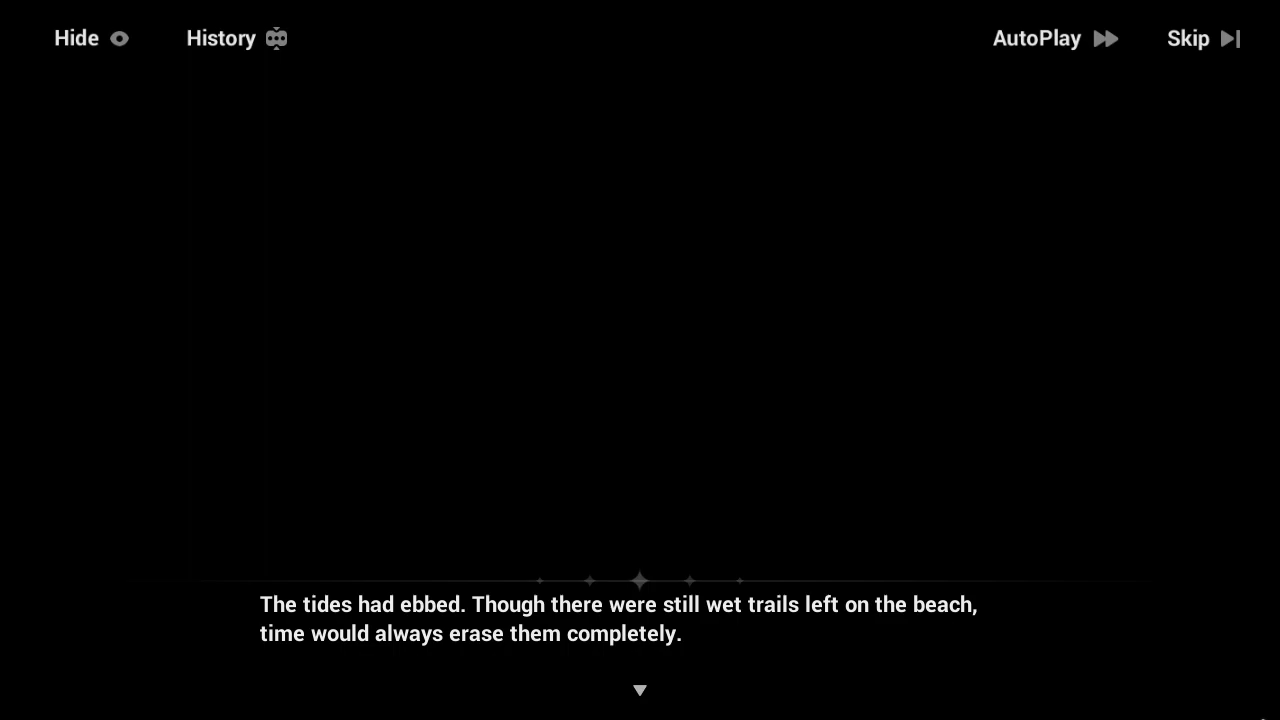 Hide
History
AutoPlay
Skip
The tides had ebbed. Though there were still wet trails left on the beach,
time would always erase them completely.